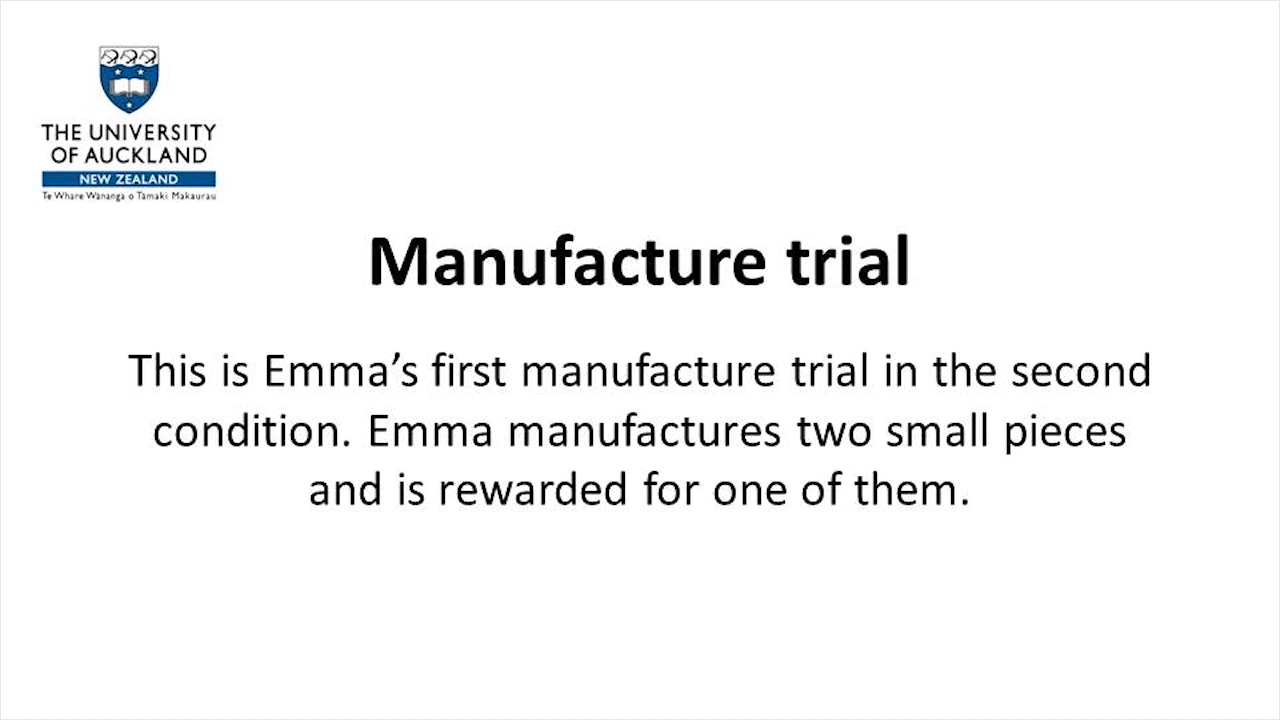 THE UNIVERSITY
OF AUCKLAND
NEW ZEALAND
Te Whare Wānanga o Tāmaki Makaurau
Manufacture trial
This is Emma’s first manufacture trial in the second
condition. Emma manufactures two small pieces
and is rewarded for one of them.